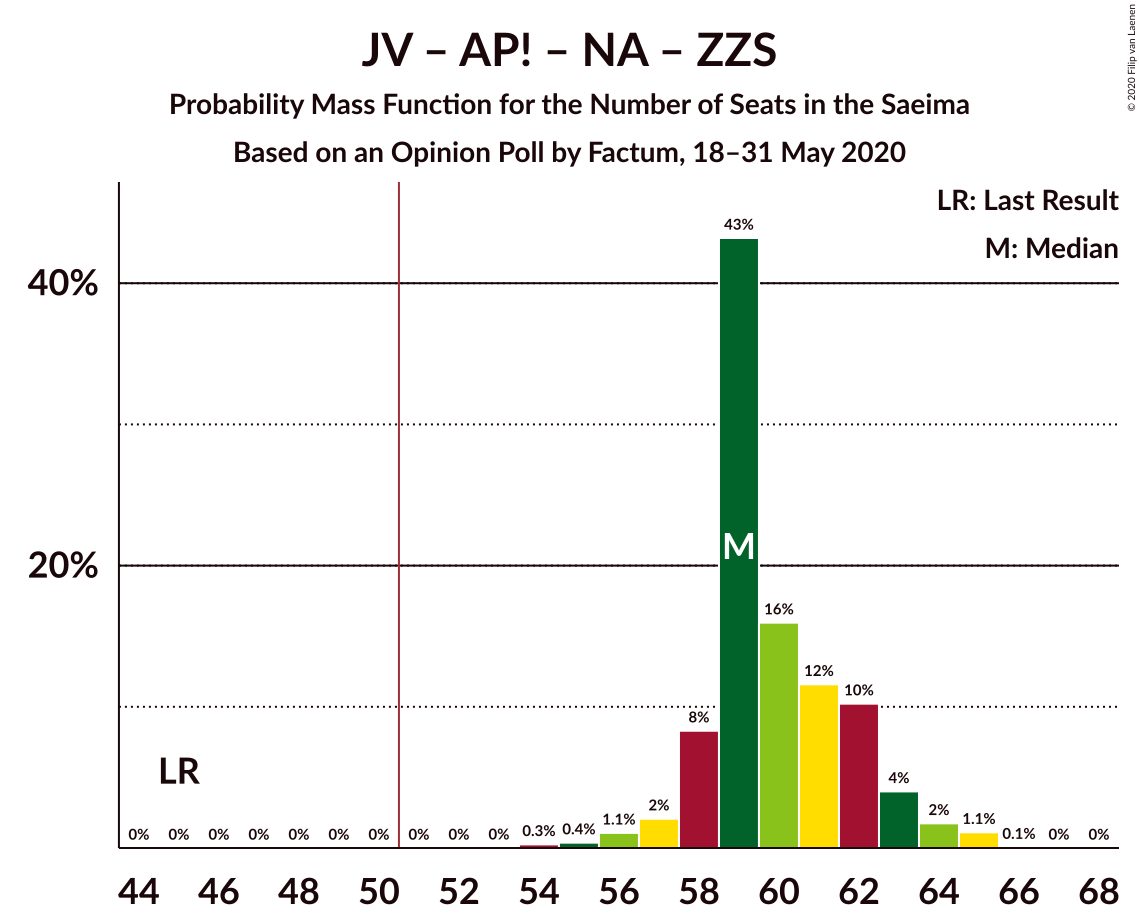 JV – AP! – NA – ZZS
Probability Mass Function for the Number of Seats in the Saeima
Based on an Opinion Poll by Factum, 18–31 May 2020
© 2020 Filip van Laenen
LR: Last Result
M: Median
40%
20%
LR
M
0% 0% 0% 0% 0% 0% 0% 0% 0% 0% 0.3% 0.4% 1.1% 2% 8% 43% 16% 12% 10% 4% 2% 1.1% 0.1% 0% 0%
44 46 48 50 52 54 56 58 60 62 64 66 68